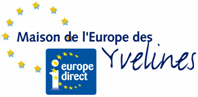 Maison de l'Europe des
Yvelines
i europe
direct